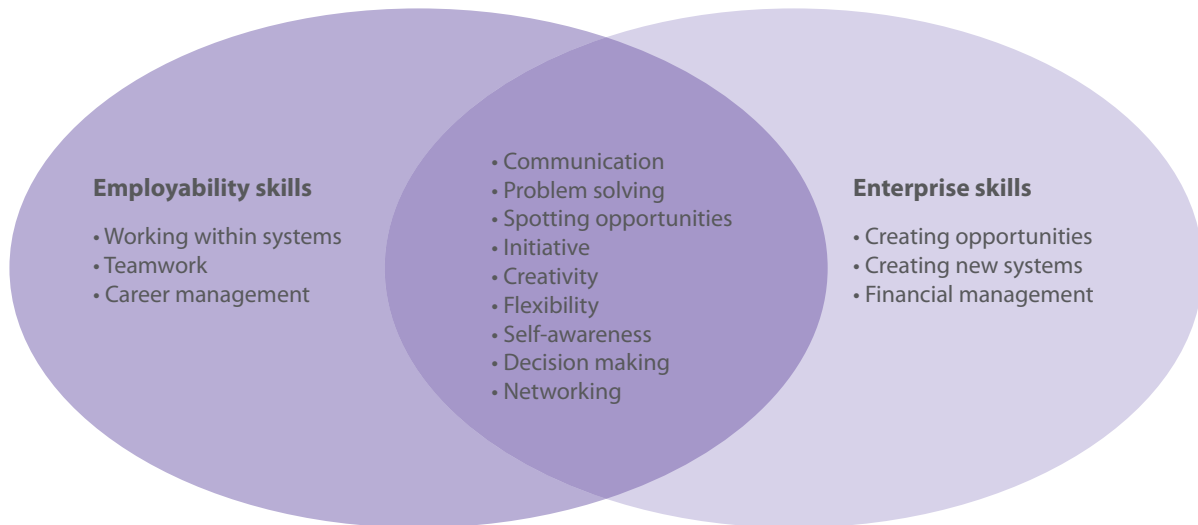 Employability skills
• Working within systems
• Teamwork
• Career management
• Communication
• Problem solving
• Spotting opportunities
• Initiative
• Creativity
• Flexibility
• Self-awareness
• Decision making
• Networking
Enterprise skills
• Creating opportunities
• Creating new systems
• Financial management